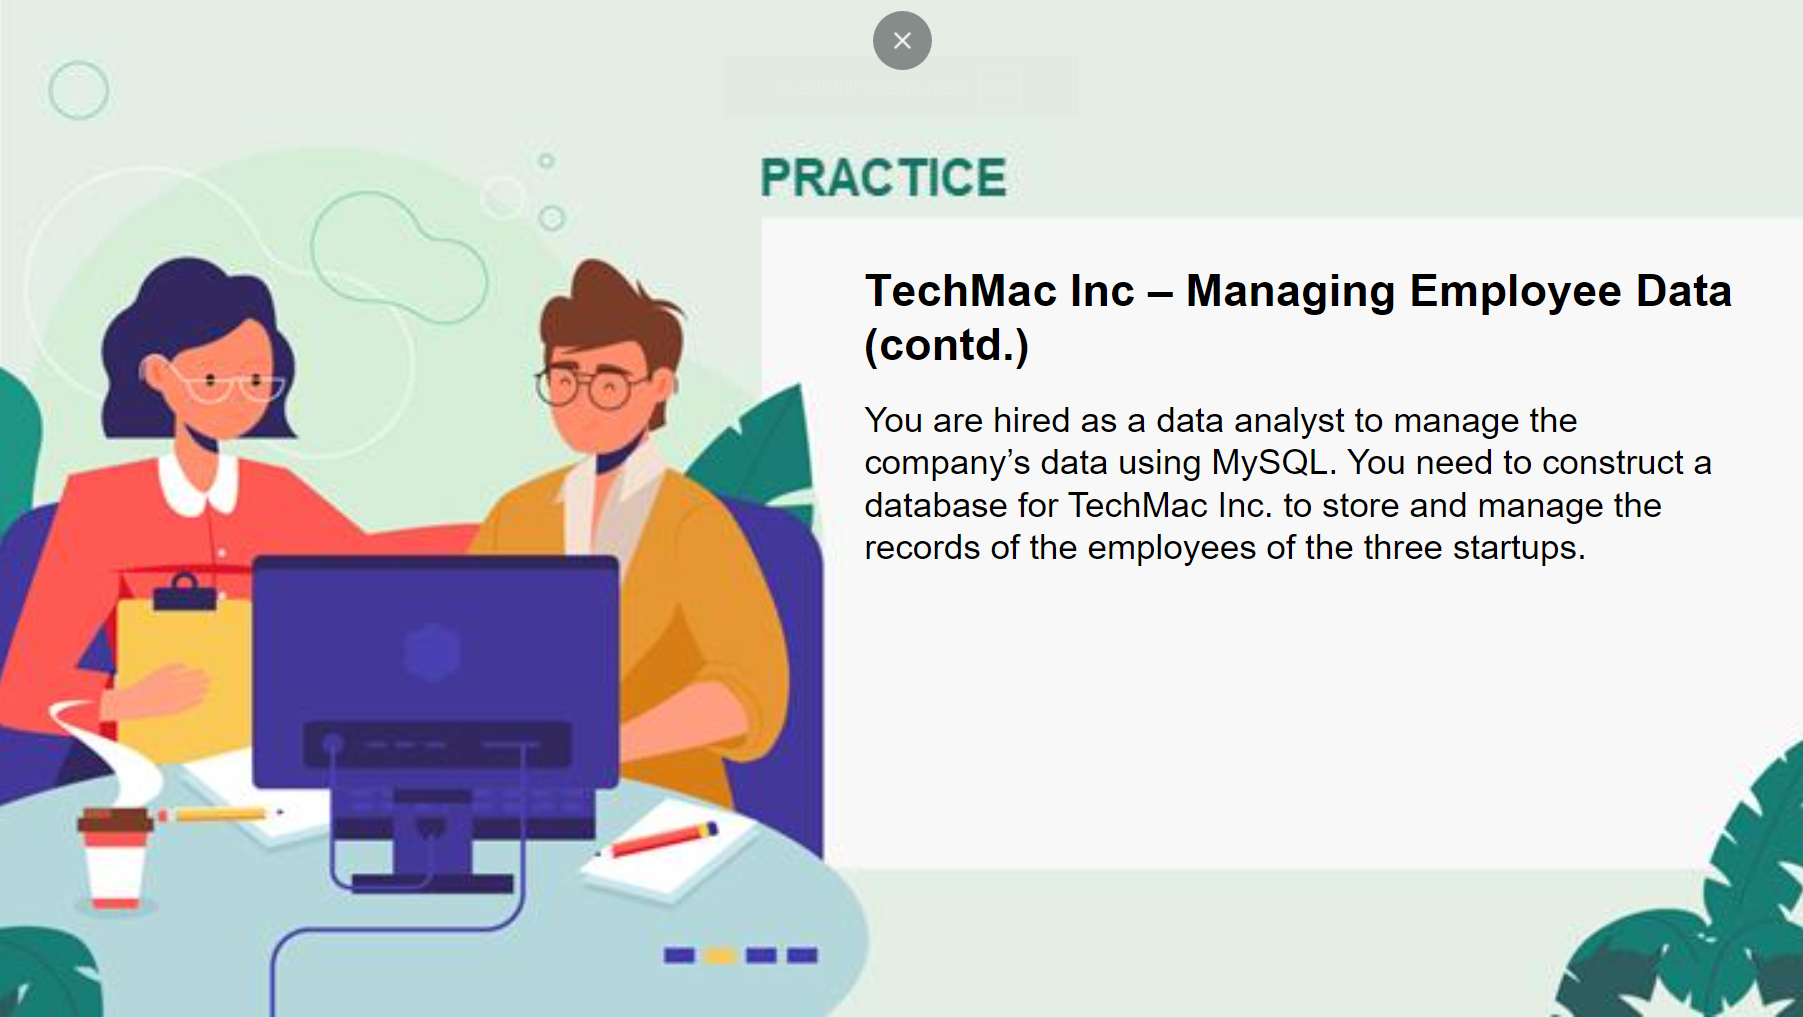 PRACTICE
TechMac Inc – Managing Employee Data
(contd.)
You are hired as a data analyst to manage the
company’s data using MySQL. You need to construct a
database for TechMac Inc. to store and manage the
records of the employees of the three startups.